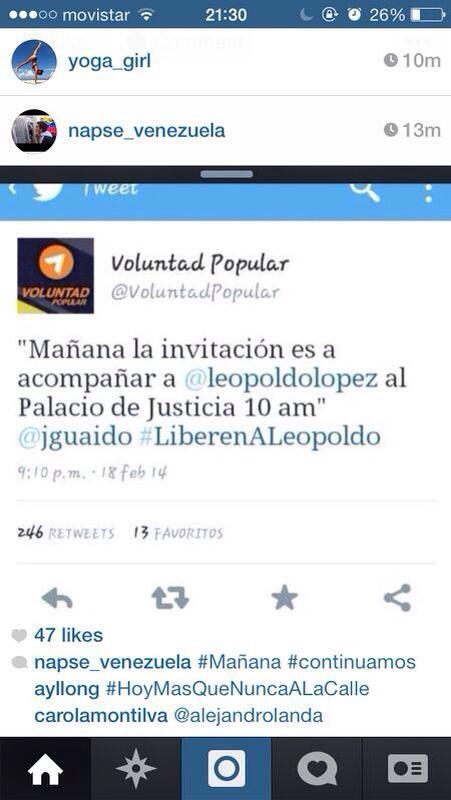 movistar 21:30 26%
yoga_girl 10m
napse_venezuela 13m
Tweet
VOLUNTAD
POPULAR
Voluntad Popular
@VoluntadPopular
"Mañana la invitación es a
acompañar a @leopoldolopez al
Palacio de Justicia 10 am"
@jguaido #LiberenALeopoldo
9:10 p.m. · 18 feb 14
246 RETWEETS 13 FAVORITOS
47 likes
napse_venezuela #Mañana #continuamos
ayllong #HoyMasQueNuncaALaCalle
carolamontilva @alejandrolanda